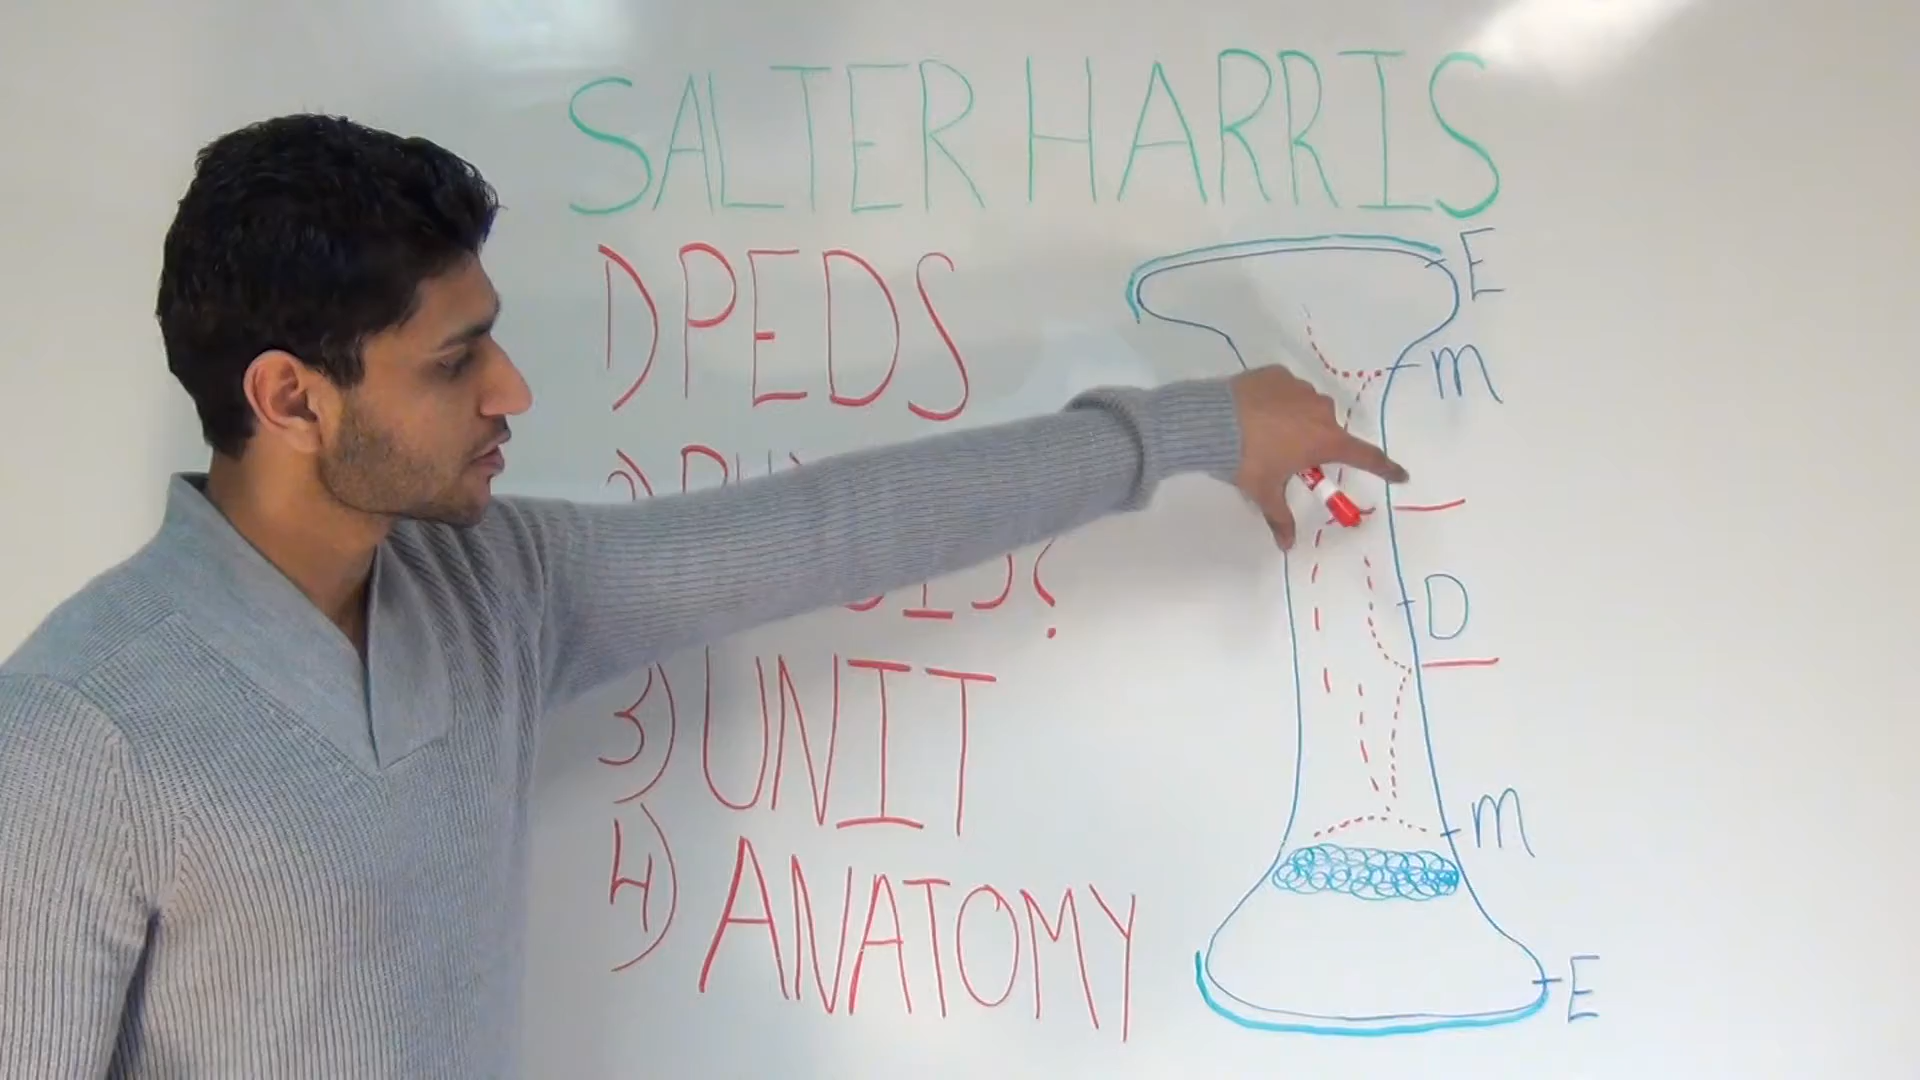 SALTER HARRIS
1) PEDS
3) UNIT
4) ANATOMY
E
m
D
m
E